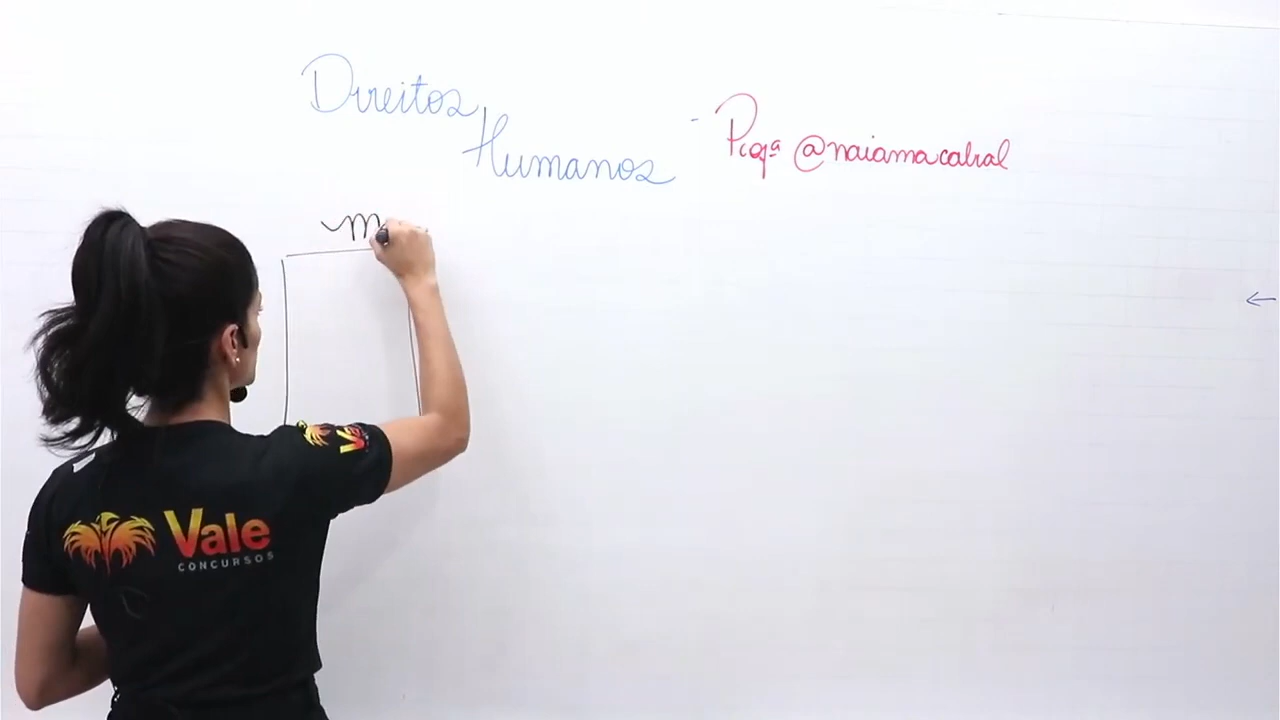 Direitos
Humanos - Profª @naiamacabral
m
Vale
CONCURSOS